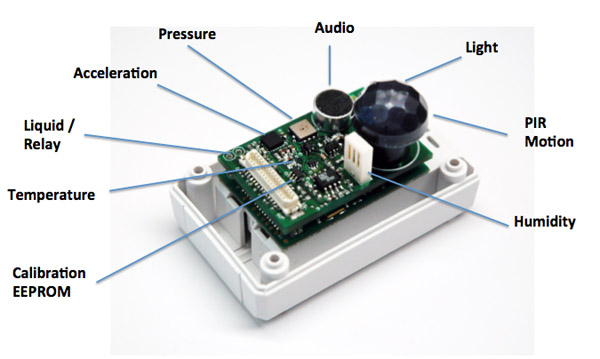 Audio
Pressure
Light
Acceleration
Liquid /
Relay
PIR
Motion
Temperature
Humidity
Calibration
EEPROM